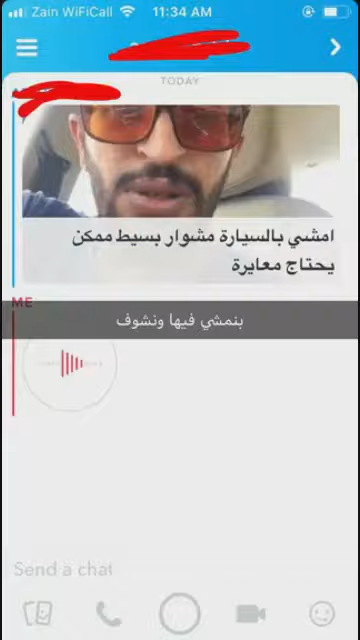 Zain WiFiCall 11:34 AM
TODAY
امشي بالسيارة مشوار بسيط ممكن
يحتاج معايرة
ME
بنمشي فيها ونشوف
Send a chat